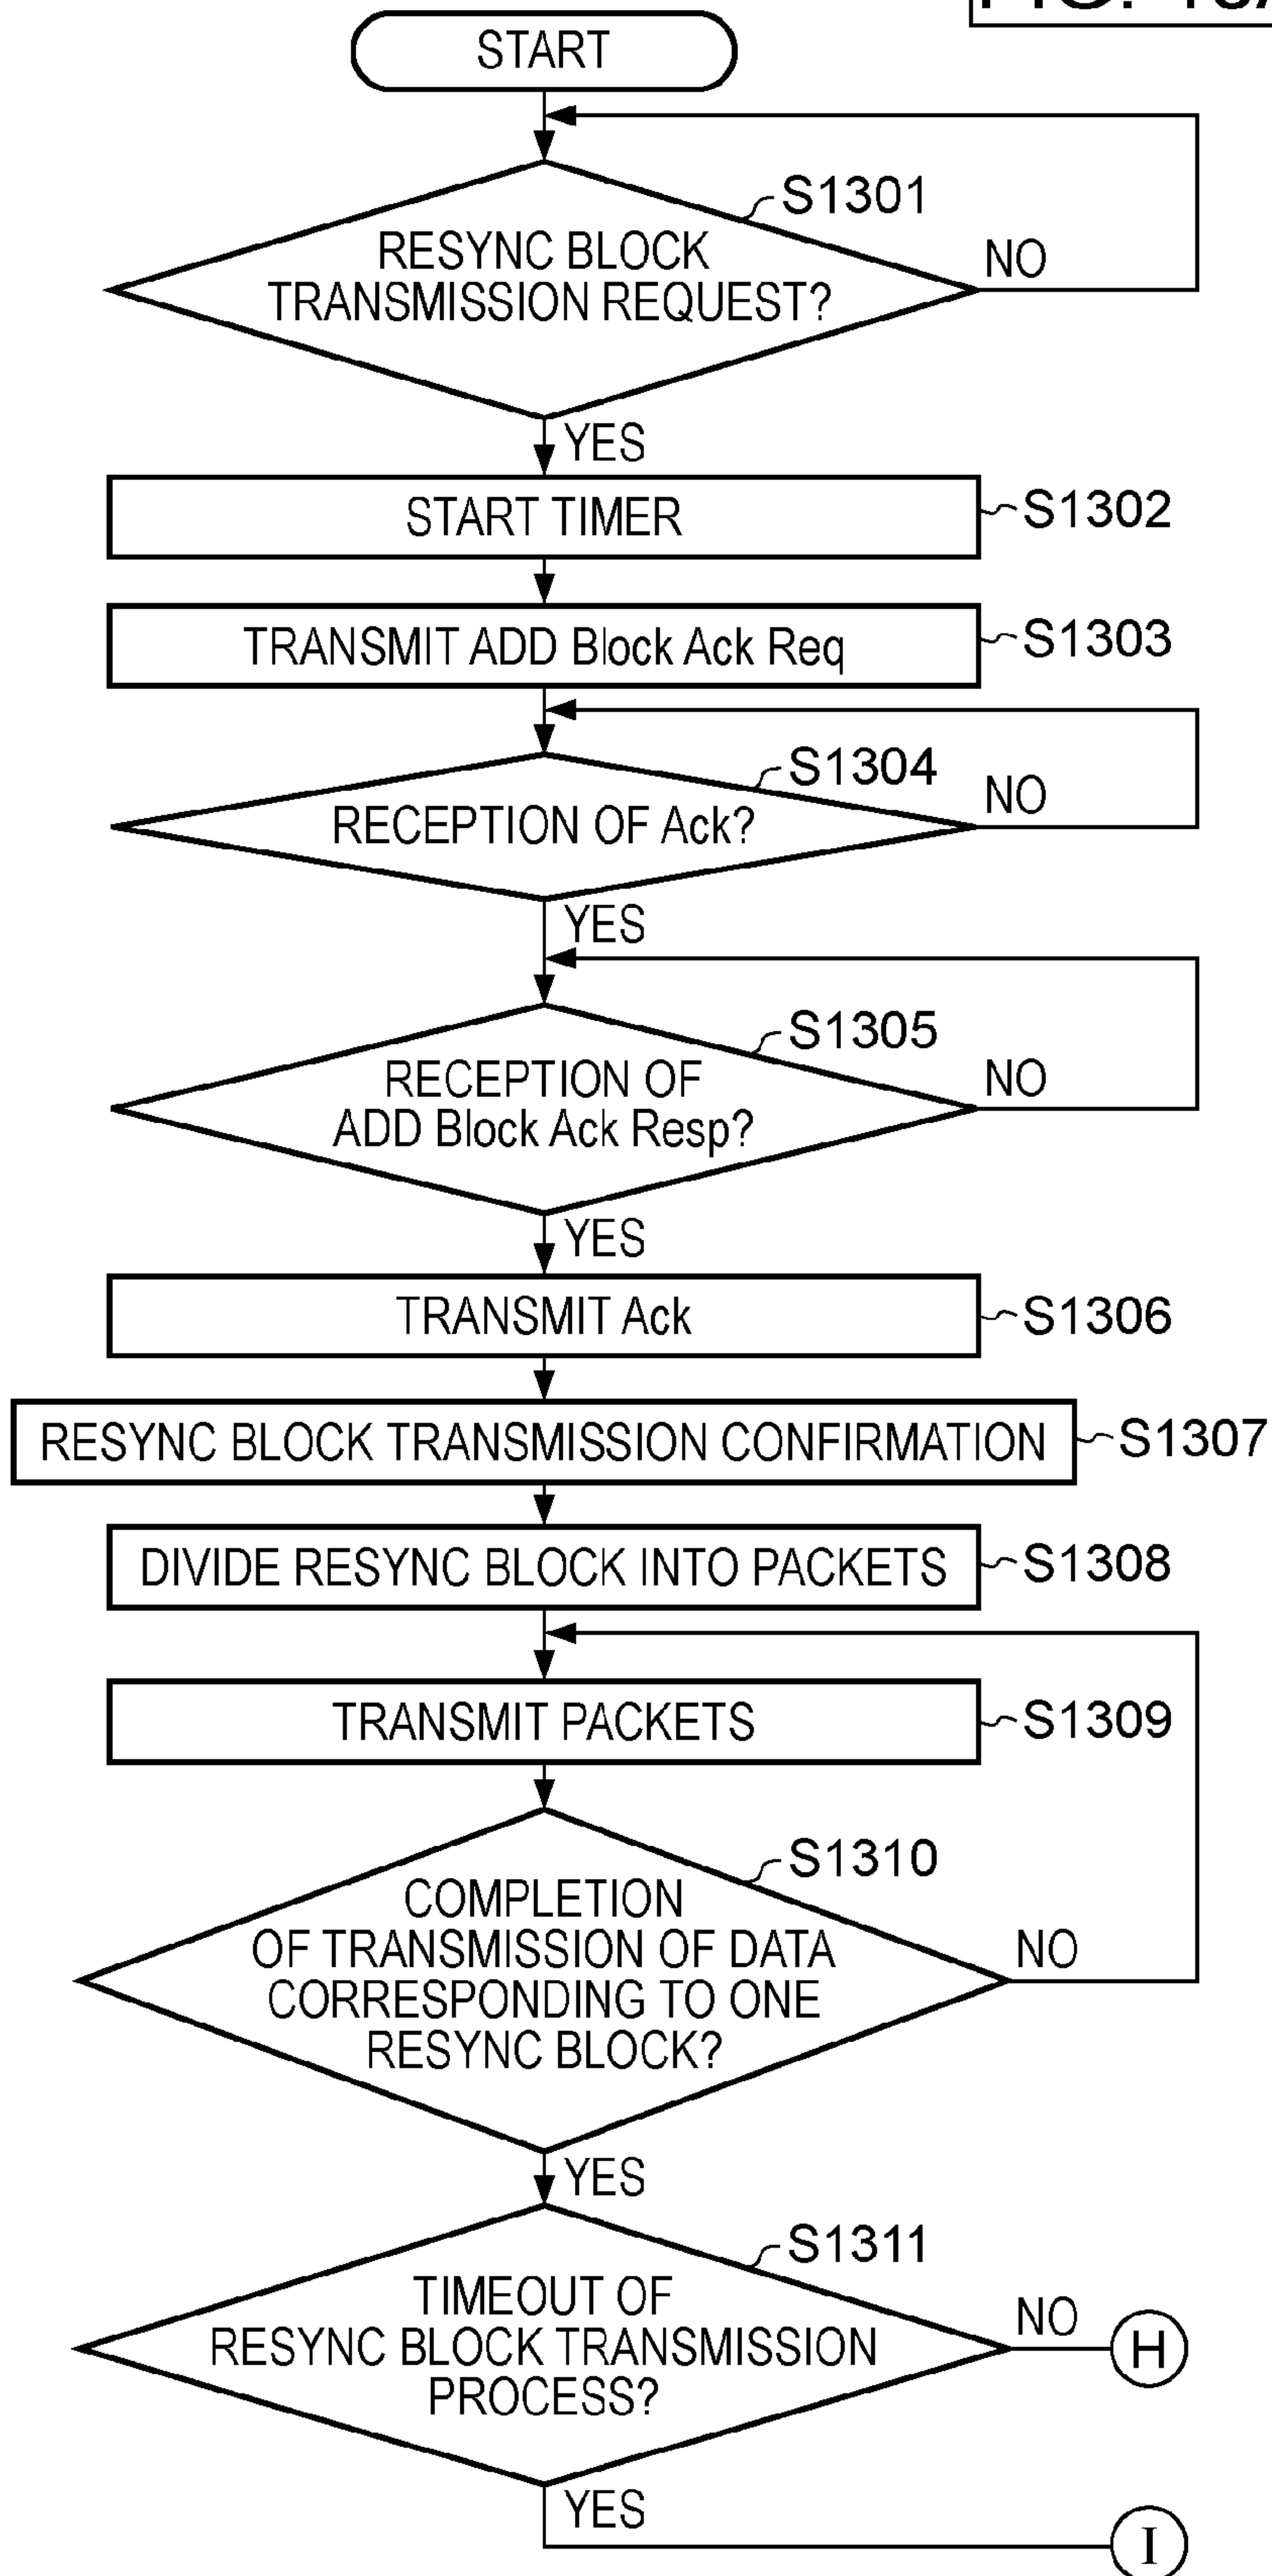 START
S1301
RESYNC BLOCK
TRANSMISSION REQUEST?
NO
YES
START TIMER
S1302
TRANSMIT ADD Block Ack Req
S1303
S1304
RECEPTION OF Ack?
NO
YES
S1305
RECEPTION OF
ADD Block Ack Resp?
NO
YES
TRANSMIT Ack
S1306
RESYNC BLOCK TRANSMISSION CONFIRMATION
S1307
DIVIDE RESYNC BLOCK INTO PACKETS
S1308
TRANSMIT PACKETS
S1309
S1310
COMPLETION
OF TRANSMISSION OF DATA
CORRESPONDING TO ONE
RESYNC BLOCK?
NO
YES
S1311
TIMEOUT OF
RESYNC BLOCK TRANSMISSION
PROCESS?
NO
H
YES
I